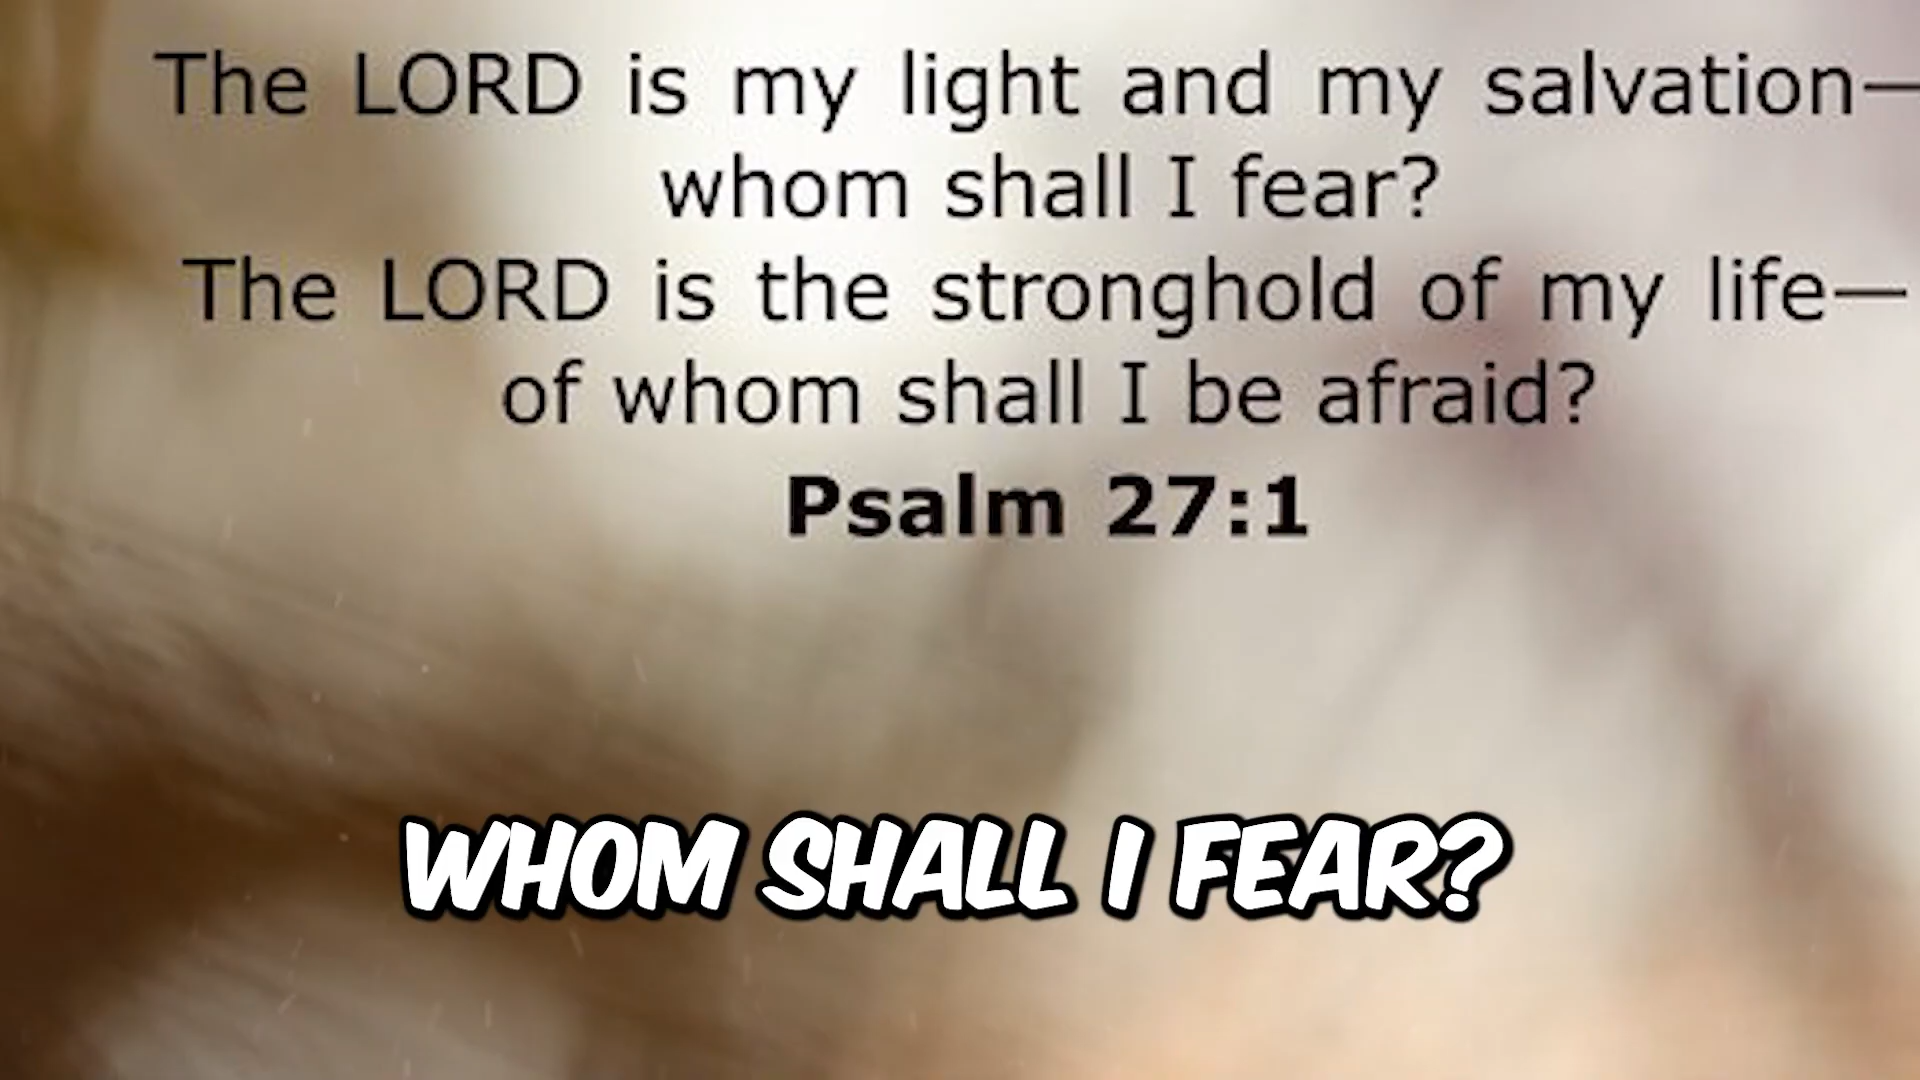 The LORD is my light and my salvation—
whom shall I fear?
The LORD is the stronghold of my life—
of whom shall I be afraid?
Psalm 27:1
WHOM SHALL I FEAR?